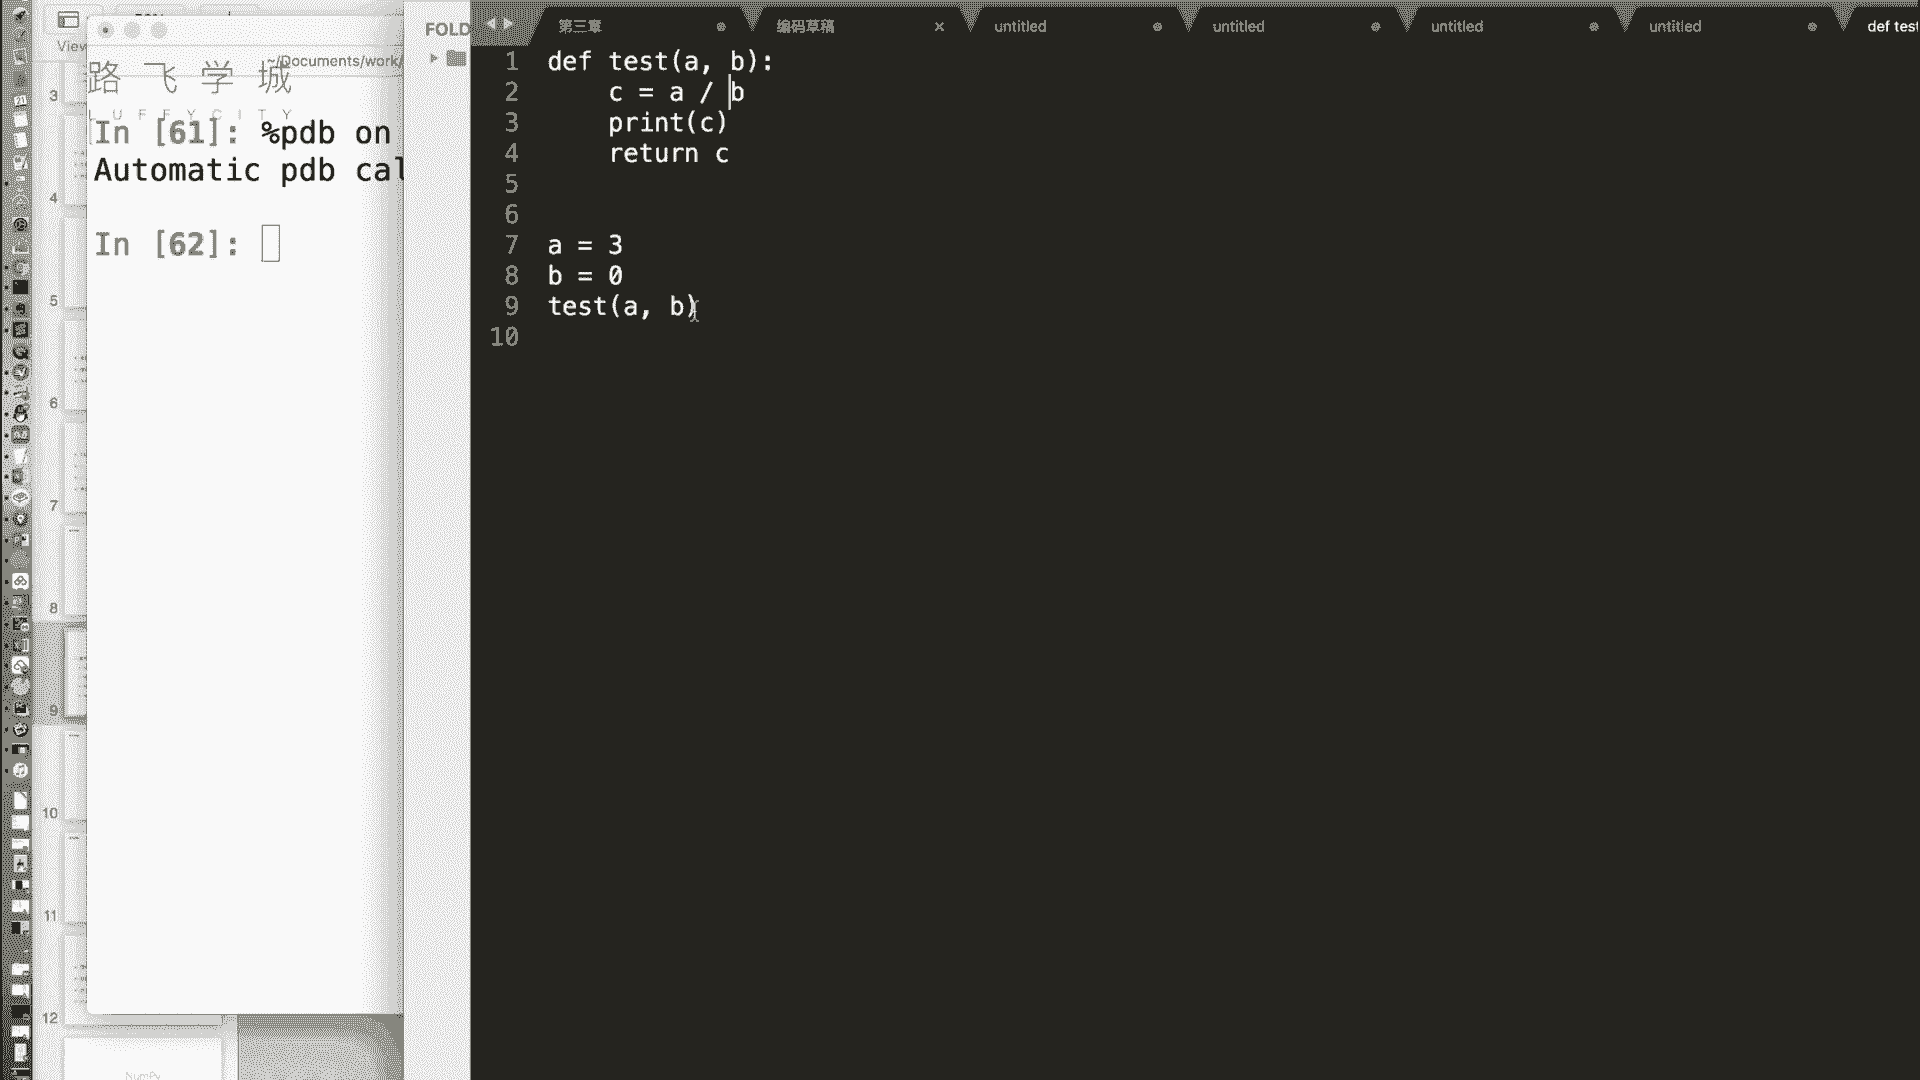 View
~/Documents/work/
路飞学城
LUFFYCITY
In [61]: %pdb on
Automatic pdb cal
In [62]:
3
4
5
6
7
8
9
10
11
12
NumPy
FOLD
第三章
编码草稿
untitled
untitled
untitled
untitled
def test
1 def test(a, b):
2     c = a / b
3     print(c)
4     return c
5
6
7 a = 3
8 b = 0
9 test(a, b)
10